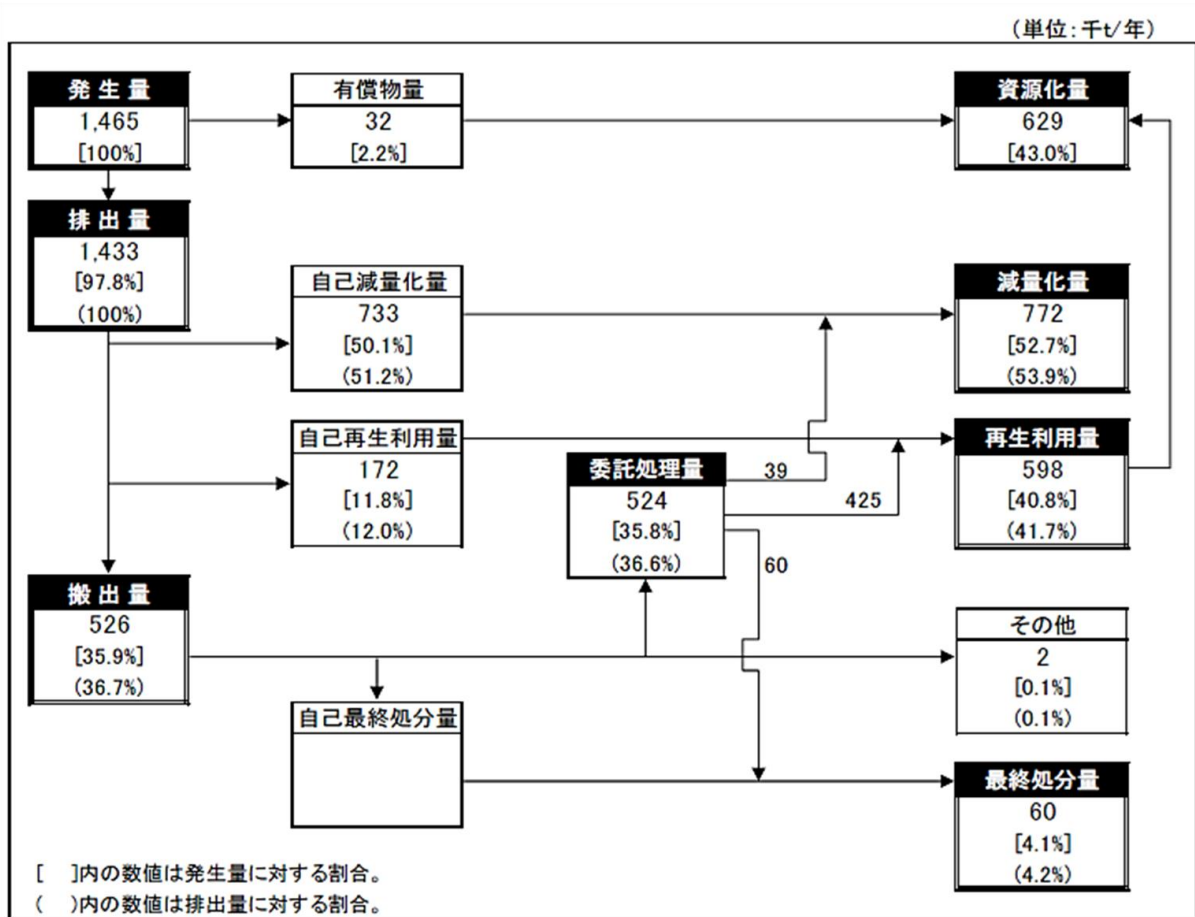 (単位:千t/年)
発生量
1,465
[100%]
有償物量
32
[2.2%]
資源化量
629
[43.0%]
排出量
1,433
[97.8%]
(100%)
自己減量化量
733
[50.1%]
(51.2%)
減量化量
772
[52.7%]
(53.9%)
自己再生利用量
172
[11.8%]
(12.0%)
委託処理量
524
[35.8%]
(36.6%)
39
425
60
再生利用量
598
[40.8%]
(41.7%)
搬出量
526
[35.9%]
(36.7%)
その他
2
[0.1%]
(0.1%)
自己最終処分量
最終処分量
60
[4.1%]
(4.2%)
[ ]内の数値は発生量に対する割合。
( )内の数値は排出量に対する割合。